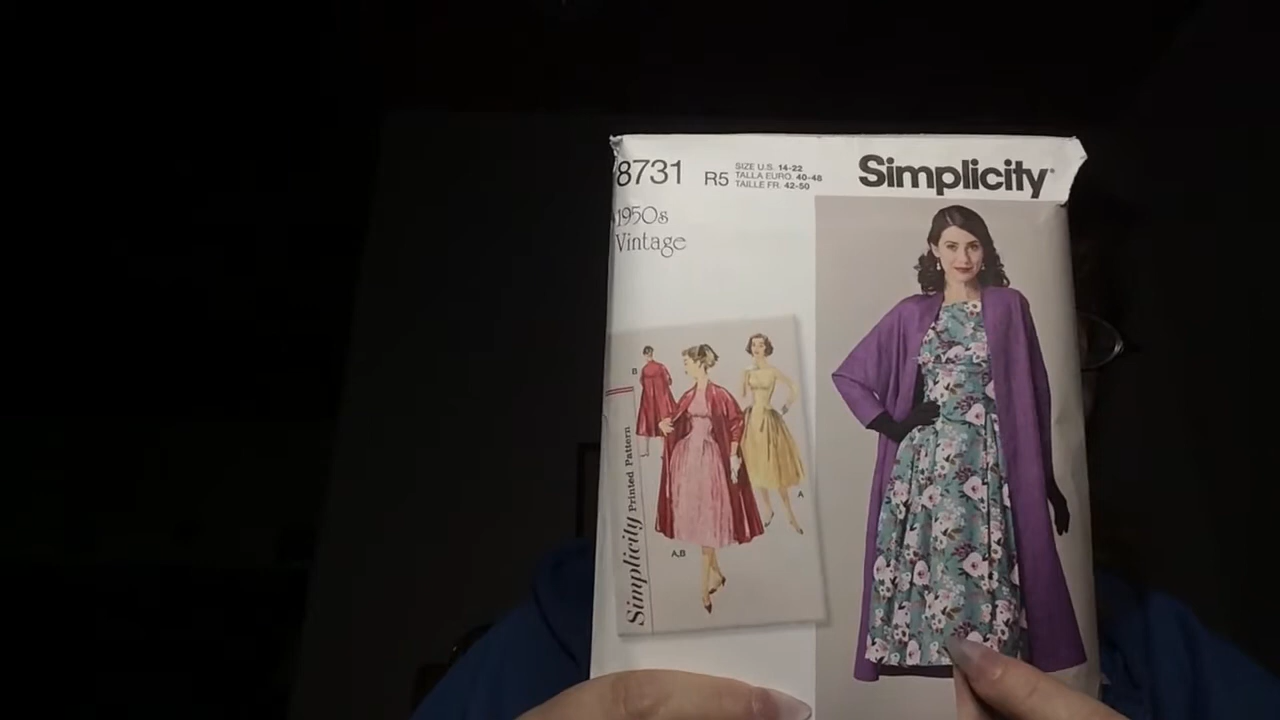 8731
R5
SIZE U.S. 14-22
TALLA EURO. 40-48
TAILLE FR. 42-50
Simplicity
1950s
Vintage
B
A
A,B
Simplicity Printed Pattern